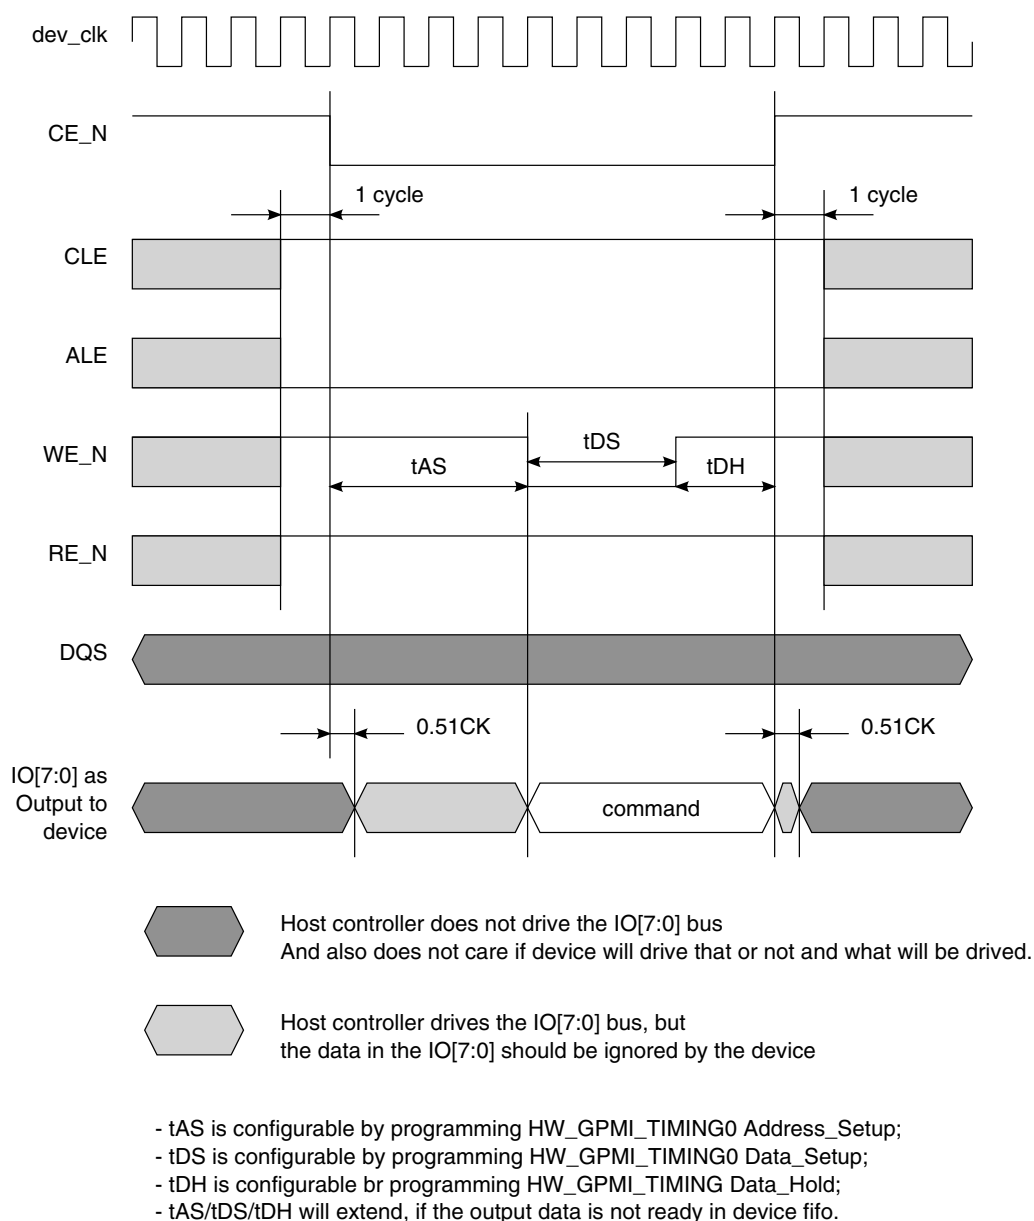 dev_clk
CE_N
1 cycle 1 cycle
CLE
ALE
WE_N
tDS
tAS tDH
RE_N
DQS
0.51CK 0.51CK
IO[7:0] as
Output to
device
command
Host controller does not drive the IO[7:0] bus
And also does not care if device will drive that or not and what will be drived.
Host controller drives the IO[7:0] bus, but
the data in the IO[7:0] should be ignored by the device
- tAS is configurable by programming HW_GPMI_TIMING0 Address_Setup;
- tDS is configurable by programming HW_GPMI_TIMING0 Data_Setup;
- tDH is configurable br programming HW_GPMI_TIMING Data_Hold;
- tAS/tDS/tDH will extend, if the output data is not ready in device fifo.